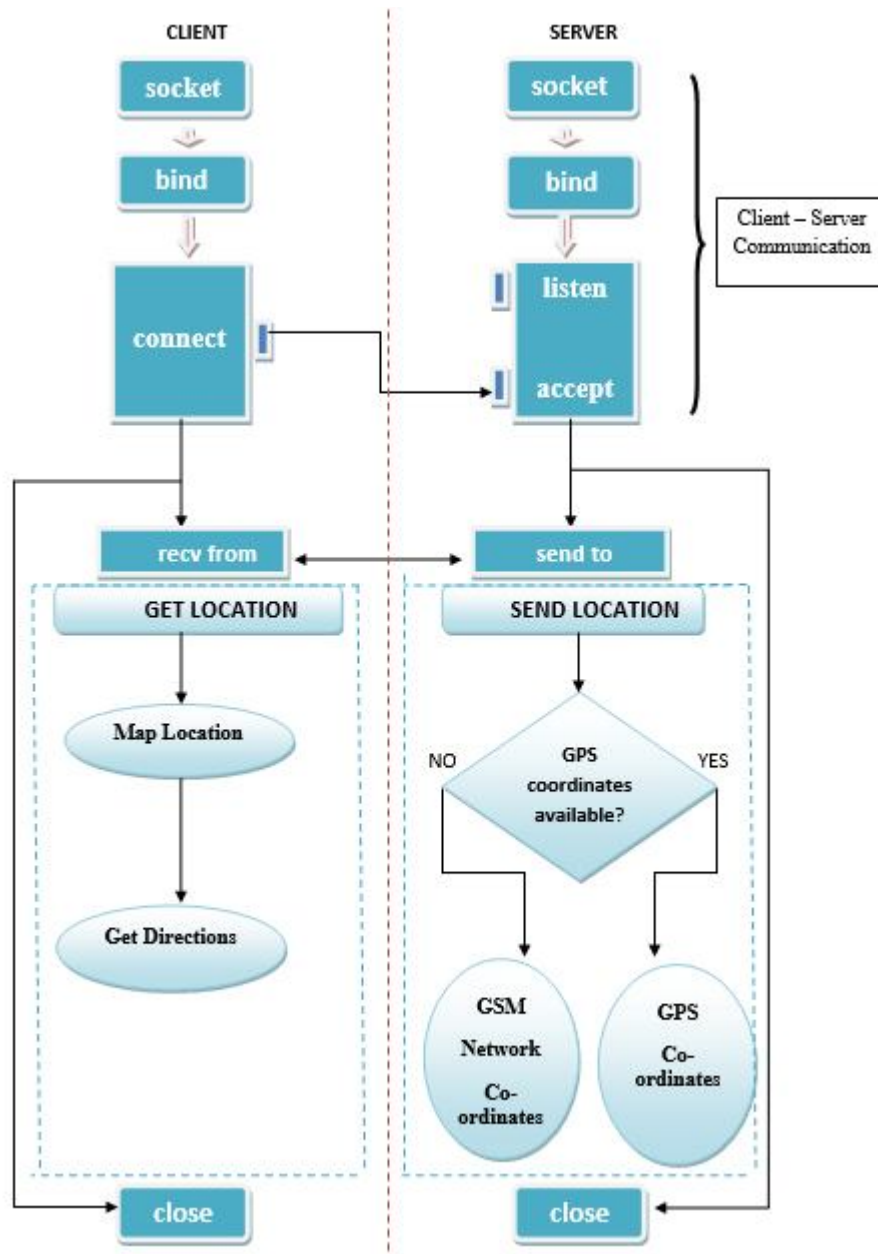 CLIENT
SERVER
socket
socket
bind
bind
Client – Server
Communication
connect
listen
accept
recv from
send to
GET LOCATION
SEND LOCATION
Map Location
NO
YES
GPS
coordinates
available?
Get Directions
GSM
Network
Co-
ordinates
GPS
Co-
ordinates
close
close